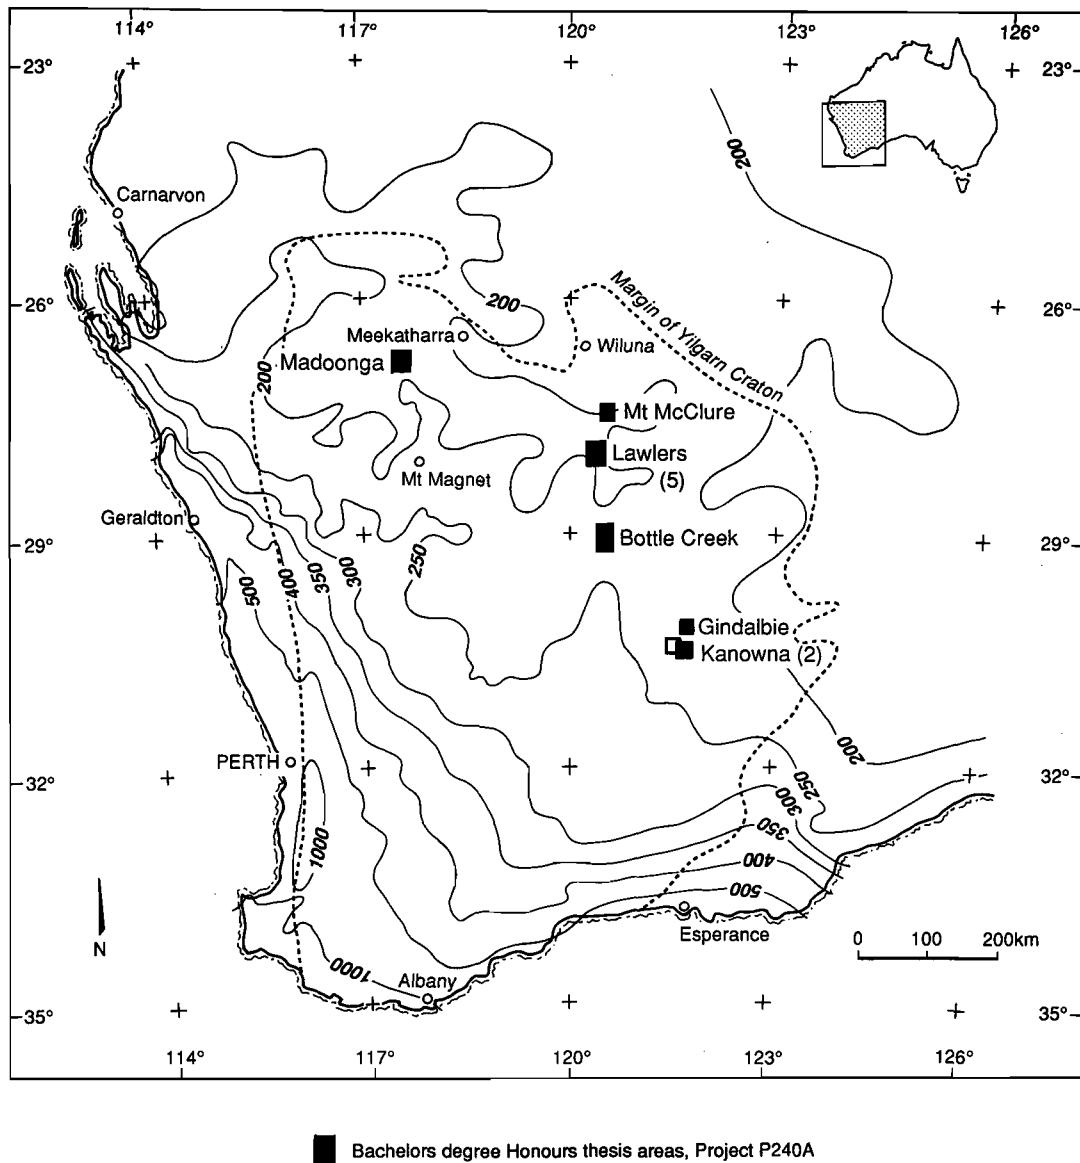 114° 117° 120° 123° 126°
23° 23°
200
Carnarvon
Margin of Yilgarn Craton
26° 200 26°
Meekatharra
Wiluna
Madoonga
200
Mt McClure
Lawlers
(5)
Mt Magnet
Geraldton
Bottle Creek
29° 29°
250
500 400 350 300
Gindalbie
Kanowna (2)
200
PERTH
32° 32°
250
300
350
1000
400
500
N
Esperance
0 100 200km
1000
Albany
35° 35°
114° 117° 120° 123° 126°
Bachelors degree Honours thesis areas, Project P240A